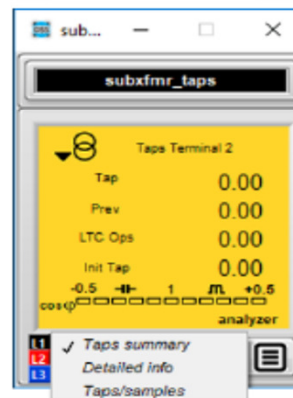 DSS sub...
subxfmr_taps
Taps Terminal 2
Tap 0.00
Prev 0.00
LTC Ops 0.00
Init Tap 0.00
-0.5 1 +0.5
cosφ
analyzer
L1
L2
L3
✓ Taps summary
Detailed info
Taps/samples